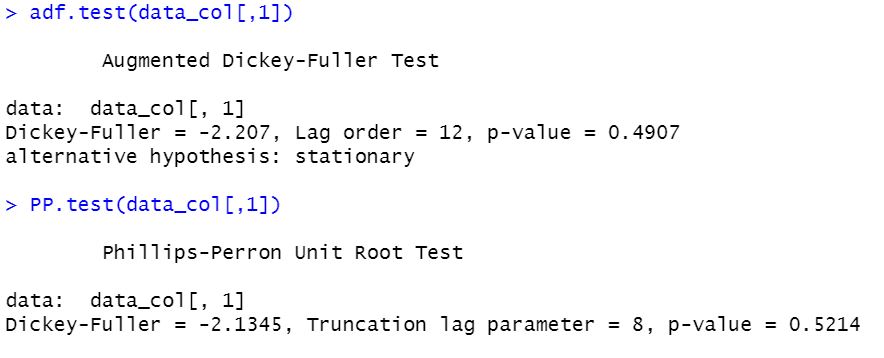 > adf.test(data_col[,1])
Augmented Dickey-Fuller Test
data:  data_col[, 1]
Dickey-Fuller = -2.207, Lag order = 12, p-value = 0.4907
alternative hypothesis: stationary
> PP.test(data_col[,1])
Phillips-Perron Unit Root Test
data:  data_col[, 1]
Dickey-Fuller = -2.1345, Truncation lag parameter = 8, p-value = 0.5214